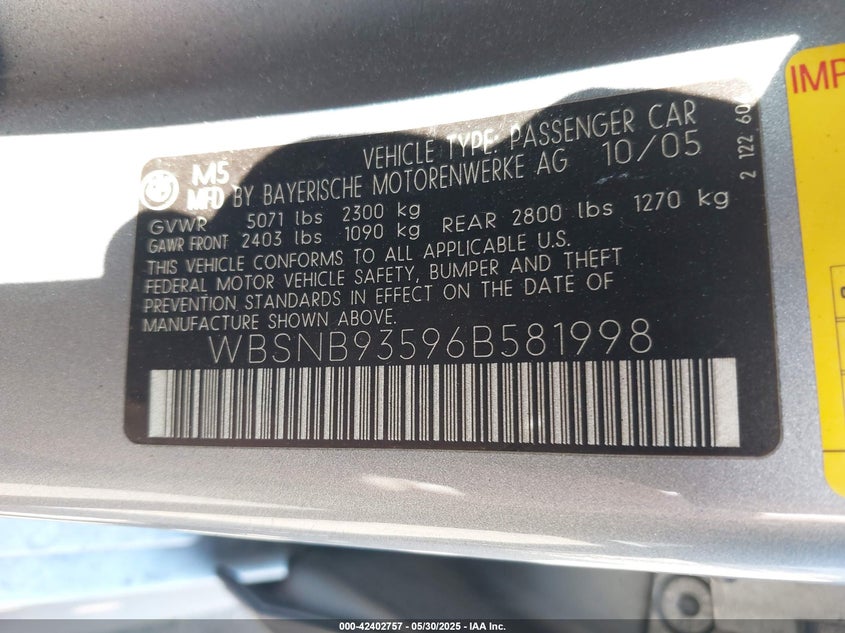 VEHICLE TYPE: PASSENGER CAR
M5
MFD BY BAYERISCHE MOTORENWERKE AG 10/05
GVWR 5071 lbs 2300 kg
GAWR FRONT 2403 lbs 1090 kg REAR 2800 lbs 1270 kg
THIS VEHICLE CONFORMS TO ALL APPLICABLE U.S.
FEDERAL MOTOR VEHICLE SAFETY, BUMPER AND THEFT
PREVENTION STANDARDS IN EFFECT ON THE DATE OF
MANUFACTURE SHOWN ABOVE.
WBSNB93596B581998
2 122 60
IMP
000-42402757 - 05/30/2025 - IAA Inc.